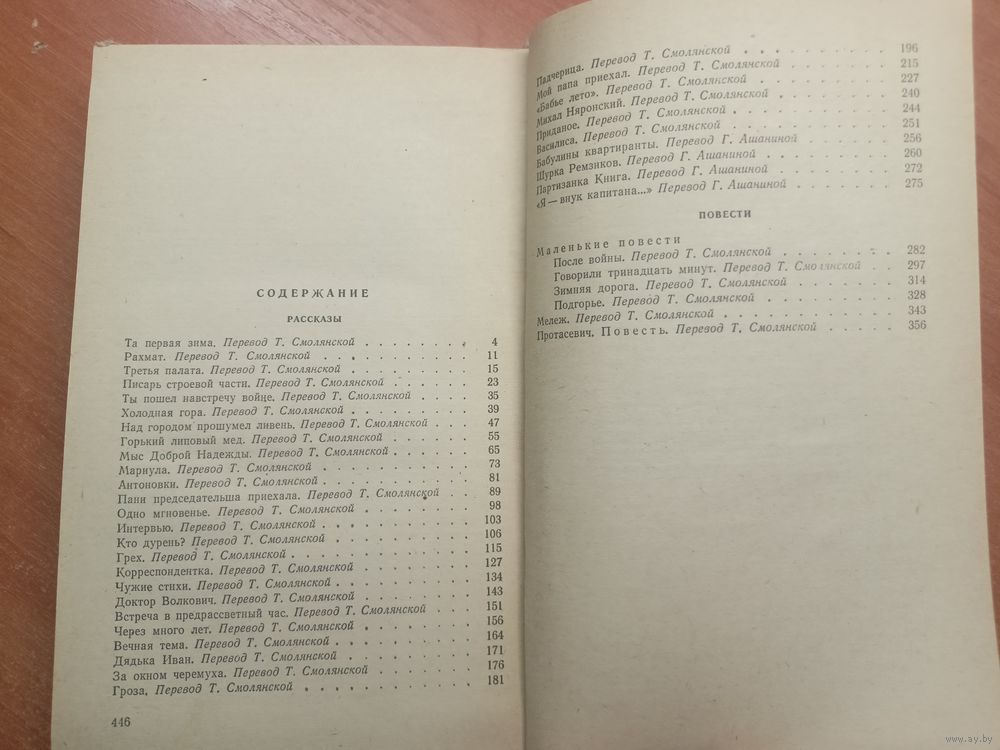 СОДЕРЖАНИЕ
РАССКАЗЫ
Та первая зима. Перевод Т. Смолянской . . . . . . . 4
Рахмат. Перевод Т. Смолянской . . . . . . . . . 11
Третья палата. Перевод Т. Смолянской . . . . . . . . 15
Писарь строевой части. Перевод Т. Смолянской . . . . . 23
Ты пошел навстречу войне. Перевод Т. Смолянской . . . . 35
Холодная гора. Перевод Т. Смолянской . . . . . . . . 39
Над городом прошумел ливень. Перевод Т. Смолянской . . . 47
Горький липовый мед. Перевод Т. Смолянской . . . . . . 55
Мыс Доброй Надежды. Перевод Т. Смолянской . . . . . 65
Мариула. Перевод Т. Смолянской . . . . . . . . . 73
Антоновки. Перевод Т. Смолянской . . . . . . . . . 81
Пани председательша приехала. Перевод Т. Смолянской . . 89
Одно мгновенье. Перевод Т. Смолянской . . . . . . . 98
Интервью. Перевод Т. Смолянской . . . . . . . . . 103
Кто дурень? Перевод Т. Смолянской . . . . . . . . 106
Грех. Перевод Т. Смолянской . . . . . . . . . . 115
Корреспондентка. Перевод Т. Смолянской . . . . . . . 127
Чужие стихи. Перевод Т. Смолянской . . . . . . . . 134
Доктор Волкович. Перевод Т. Смолянской . . . . . . . 143
Встреча в предрассветный час. Перевод Т. Смолянской . . . 151
Через много лет. Перевод Т. Смолянской . . . . . . . 156
Вечная тема. Перевод Т. Смолянской . . . . . . . . 164
Дядька Иван. Перевод Т. Смолянской . . . . . . . . 171
За окном черемуха. Перевод Т. Смолянской . . . . . . 176
Гроза. Перевод Т. Смолянской . . . . . . . . . . 181
446
Падчерица. Перевод Т. Смолянской . . . . . . . . 196
Мой папа приехал. Перевод Т. Смолянской . . . . . . 215
«Бабье лето». Перевод Т. Смолянской . . . . . . . . 227
Михал Няронский. Перевод Т. Смолянской . . . . . . . 240
Приданое. Перевод Т. Смолянской . . . . . . . . . 244
Василиса. Перевод Т. Смолянской . . . . . . . . . 251
Бабулины квартиранты. Перевод Г. Ашаниной . . . . . . 256
Шурка Ремзиков. Перевод Г. Ашаниной . . . . . . . 260
Партизанка Книга. Перевод Г. Ашаниной . . . . . . . 272
«Я — внук капитана...» Перевод Г. Ашаниной . . . . . . 275
ПОВЕСТИ
Маленькие повести
После войны. Перевод Т. Смолянской . . . . . . . 282
Говорили тринадцать минут. Перевод Т. Смолянской . . 297
Зимняя дорога. Перевод Т. Смолянской . . . . . . . 314
Подгорье. Перевод Т. Смолянской . . . . . . . . 328
Мележ. Перевод Т. Смолянской . . . . . . . . . . 343
Протасевич. Повесть. Перевод Т. Смолянской . . . . . 356
www.ay.by